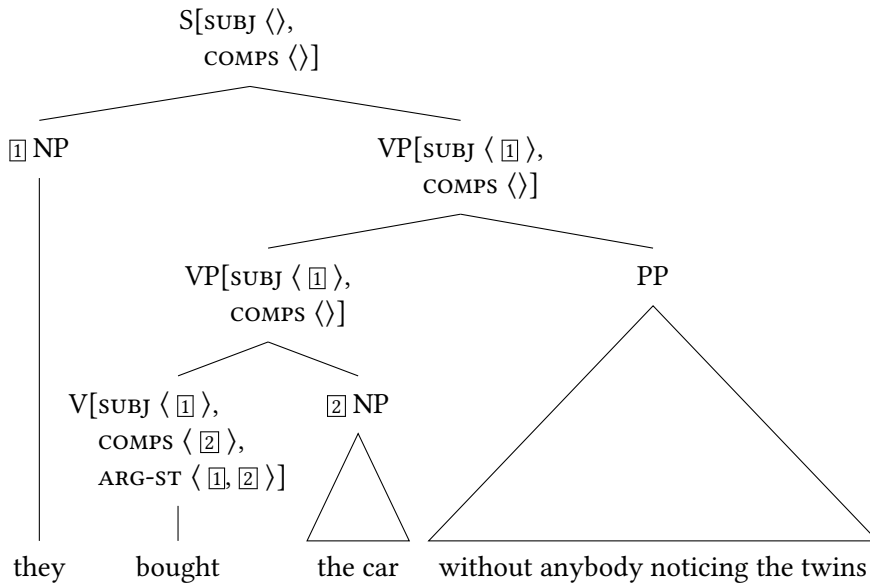 S[SUBJ ⟨⟩,
COMPS ⟨⟩]
1 NP
VP[SUBJ ⟨ 1 ⟩,
COMPS ⟨⟩]
VP[SUBJ ⟨ 1 ⟩,
COMPS ⟨⟩]
PP
V[SUBJ ⟨ 1 ⟩,
COMPS ⟨ 2 ⟩,
ARG-ST ⟨ 1, 2 ⟩]
2 NP
they bought the car without anybody noticing the twins